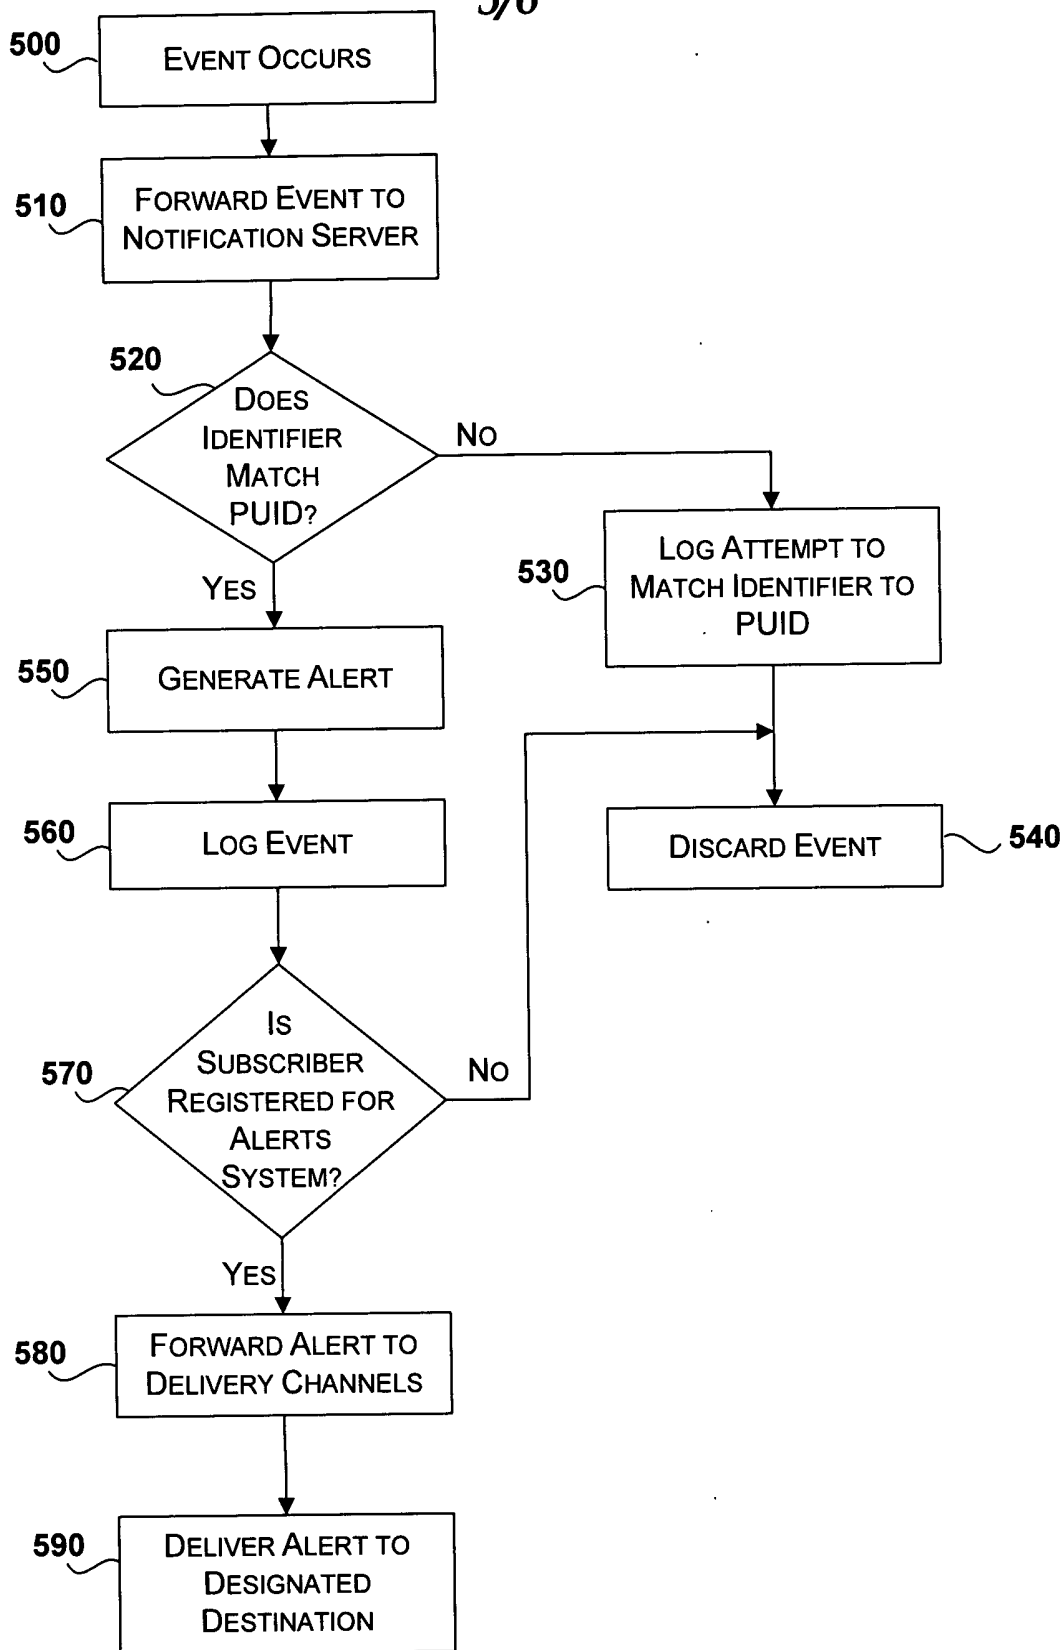 5/6
500
EVENT OCCURS
510
FORWARD EVENT TO
NOTIFICATION SERVER
520
DOES
IDENTIFIER
MATCH
PUID?
NO
YES
530
LOG ATTEMPT TO
MATCH IDENTIFIER TO
PUID
550
GENERATE ALERT
560
LOG EVENT
DISCARD EVENT
540
570
IS
SUBSCRIBER
REGISTERED FOR
ALERTS
SYSTEM?
NO
YES
580
FORWARD ALERT TO
DELIVERY CHANNELS
590
DELIVER ALERT TO
DESIGNATED
DESTINATION